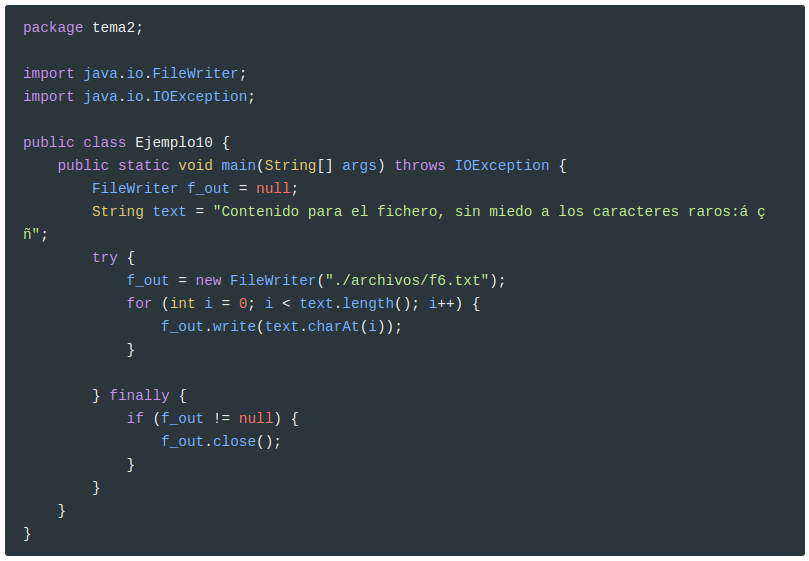 package tema2;

import java.io.FileWriter;
import java.io.IOException;

public class Ejemplo10 {
    public static void main(String[] args) throws IOException {
        FileWriter f_out = null;
        String text = "Contenido para el fichero, sin miedo a los caracteres raros:á ç
ñ";
        try {
            f_out = new FileWriter("./archivos/f6.txt");
            for (int i = 0; i < text.length(); i++) {
                f_out.write(text.charAt(i));
            }

        } finally {
            if (f_out != null) {
                f_out.close();
            }
        }
    }
}